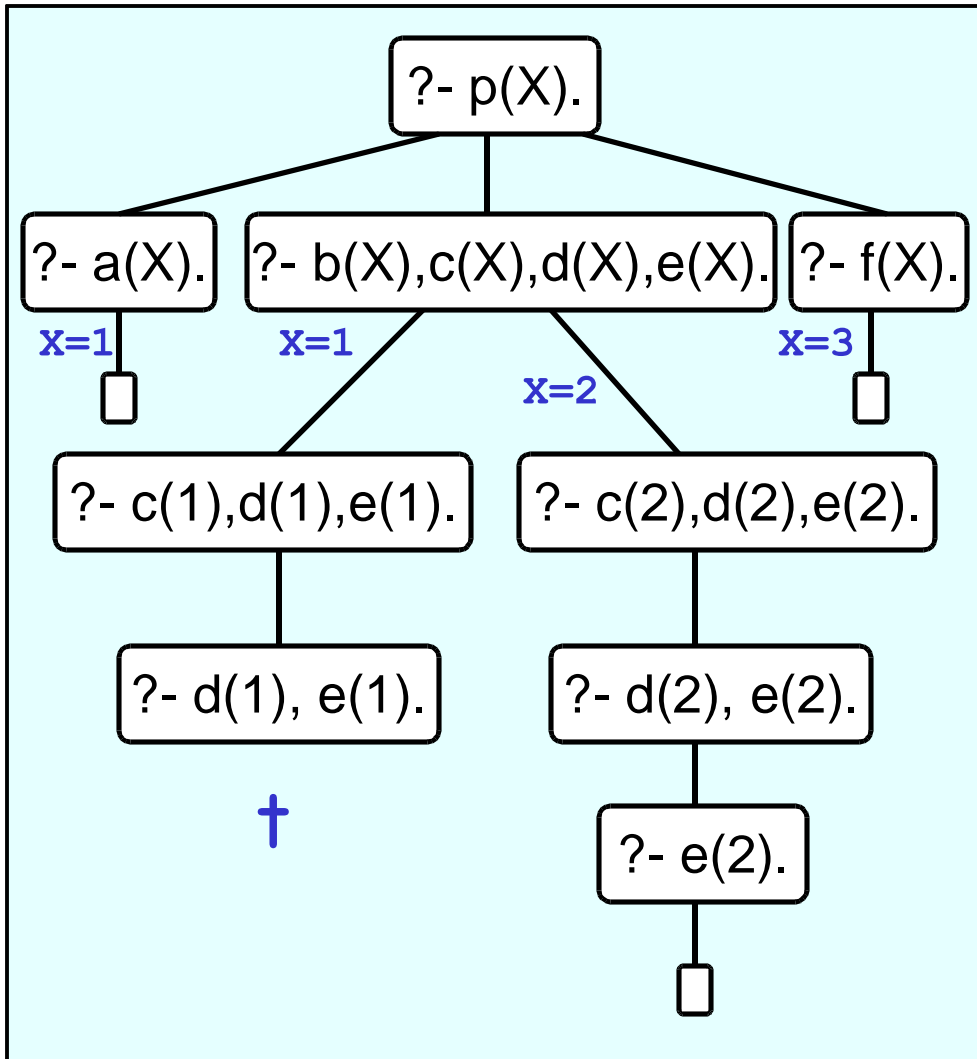 ?- p(X).
?- a(X).
?- b(X),c(X),d(X),e(X).
?- f(X).
X=1
X=1
X=3
X=2
?- c(1),d(1),e(1).
?- c(2),d(2),e(2).
?- d(1), e(1).
?- d(2), e(2).
†
?- e(2).